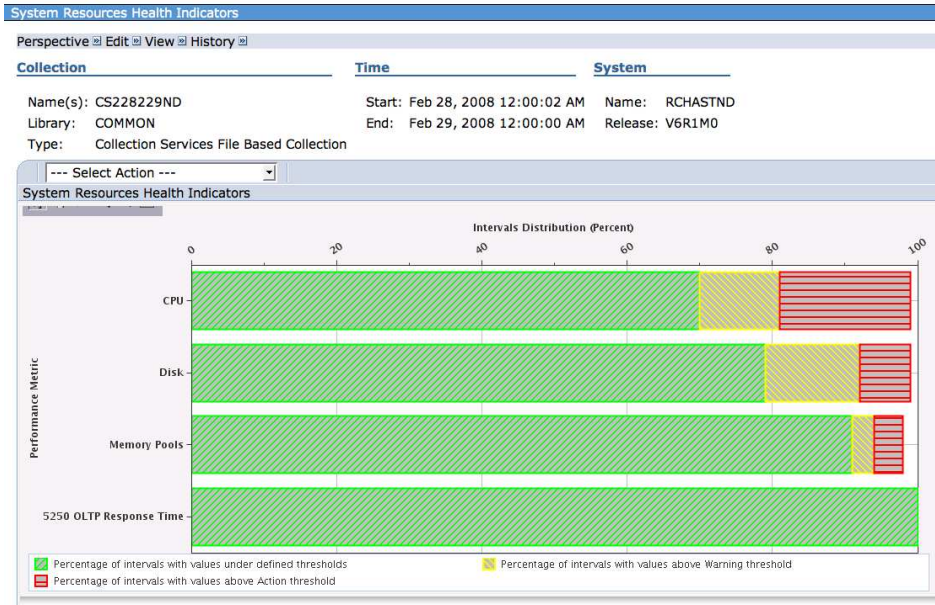 System Resources Health Indicators
Perspective Edit View History
Collection Time System
Name(s): CS228229ND Start: Feb 28, 2008 12:00:02 AM Name: RCHASTND
Library: COMMON End: Feb 29, 2008 12:00:00 AM Release: V6R1M0
Type: Collection Services File Based Collection
--- Select Action ---
System Resources Health Indicators
Intervals Distribution (Percent)
0 20 40 60 80 100
Performance Metric
CPU
Disk
Memory Pools
5250 OLTP Response Time
Percentage of intervals with values under defined thresholds Percentage of intervals with values above Warning threshold
Percentage of intervals with values above Action threshold